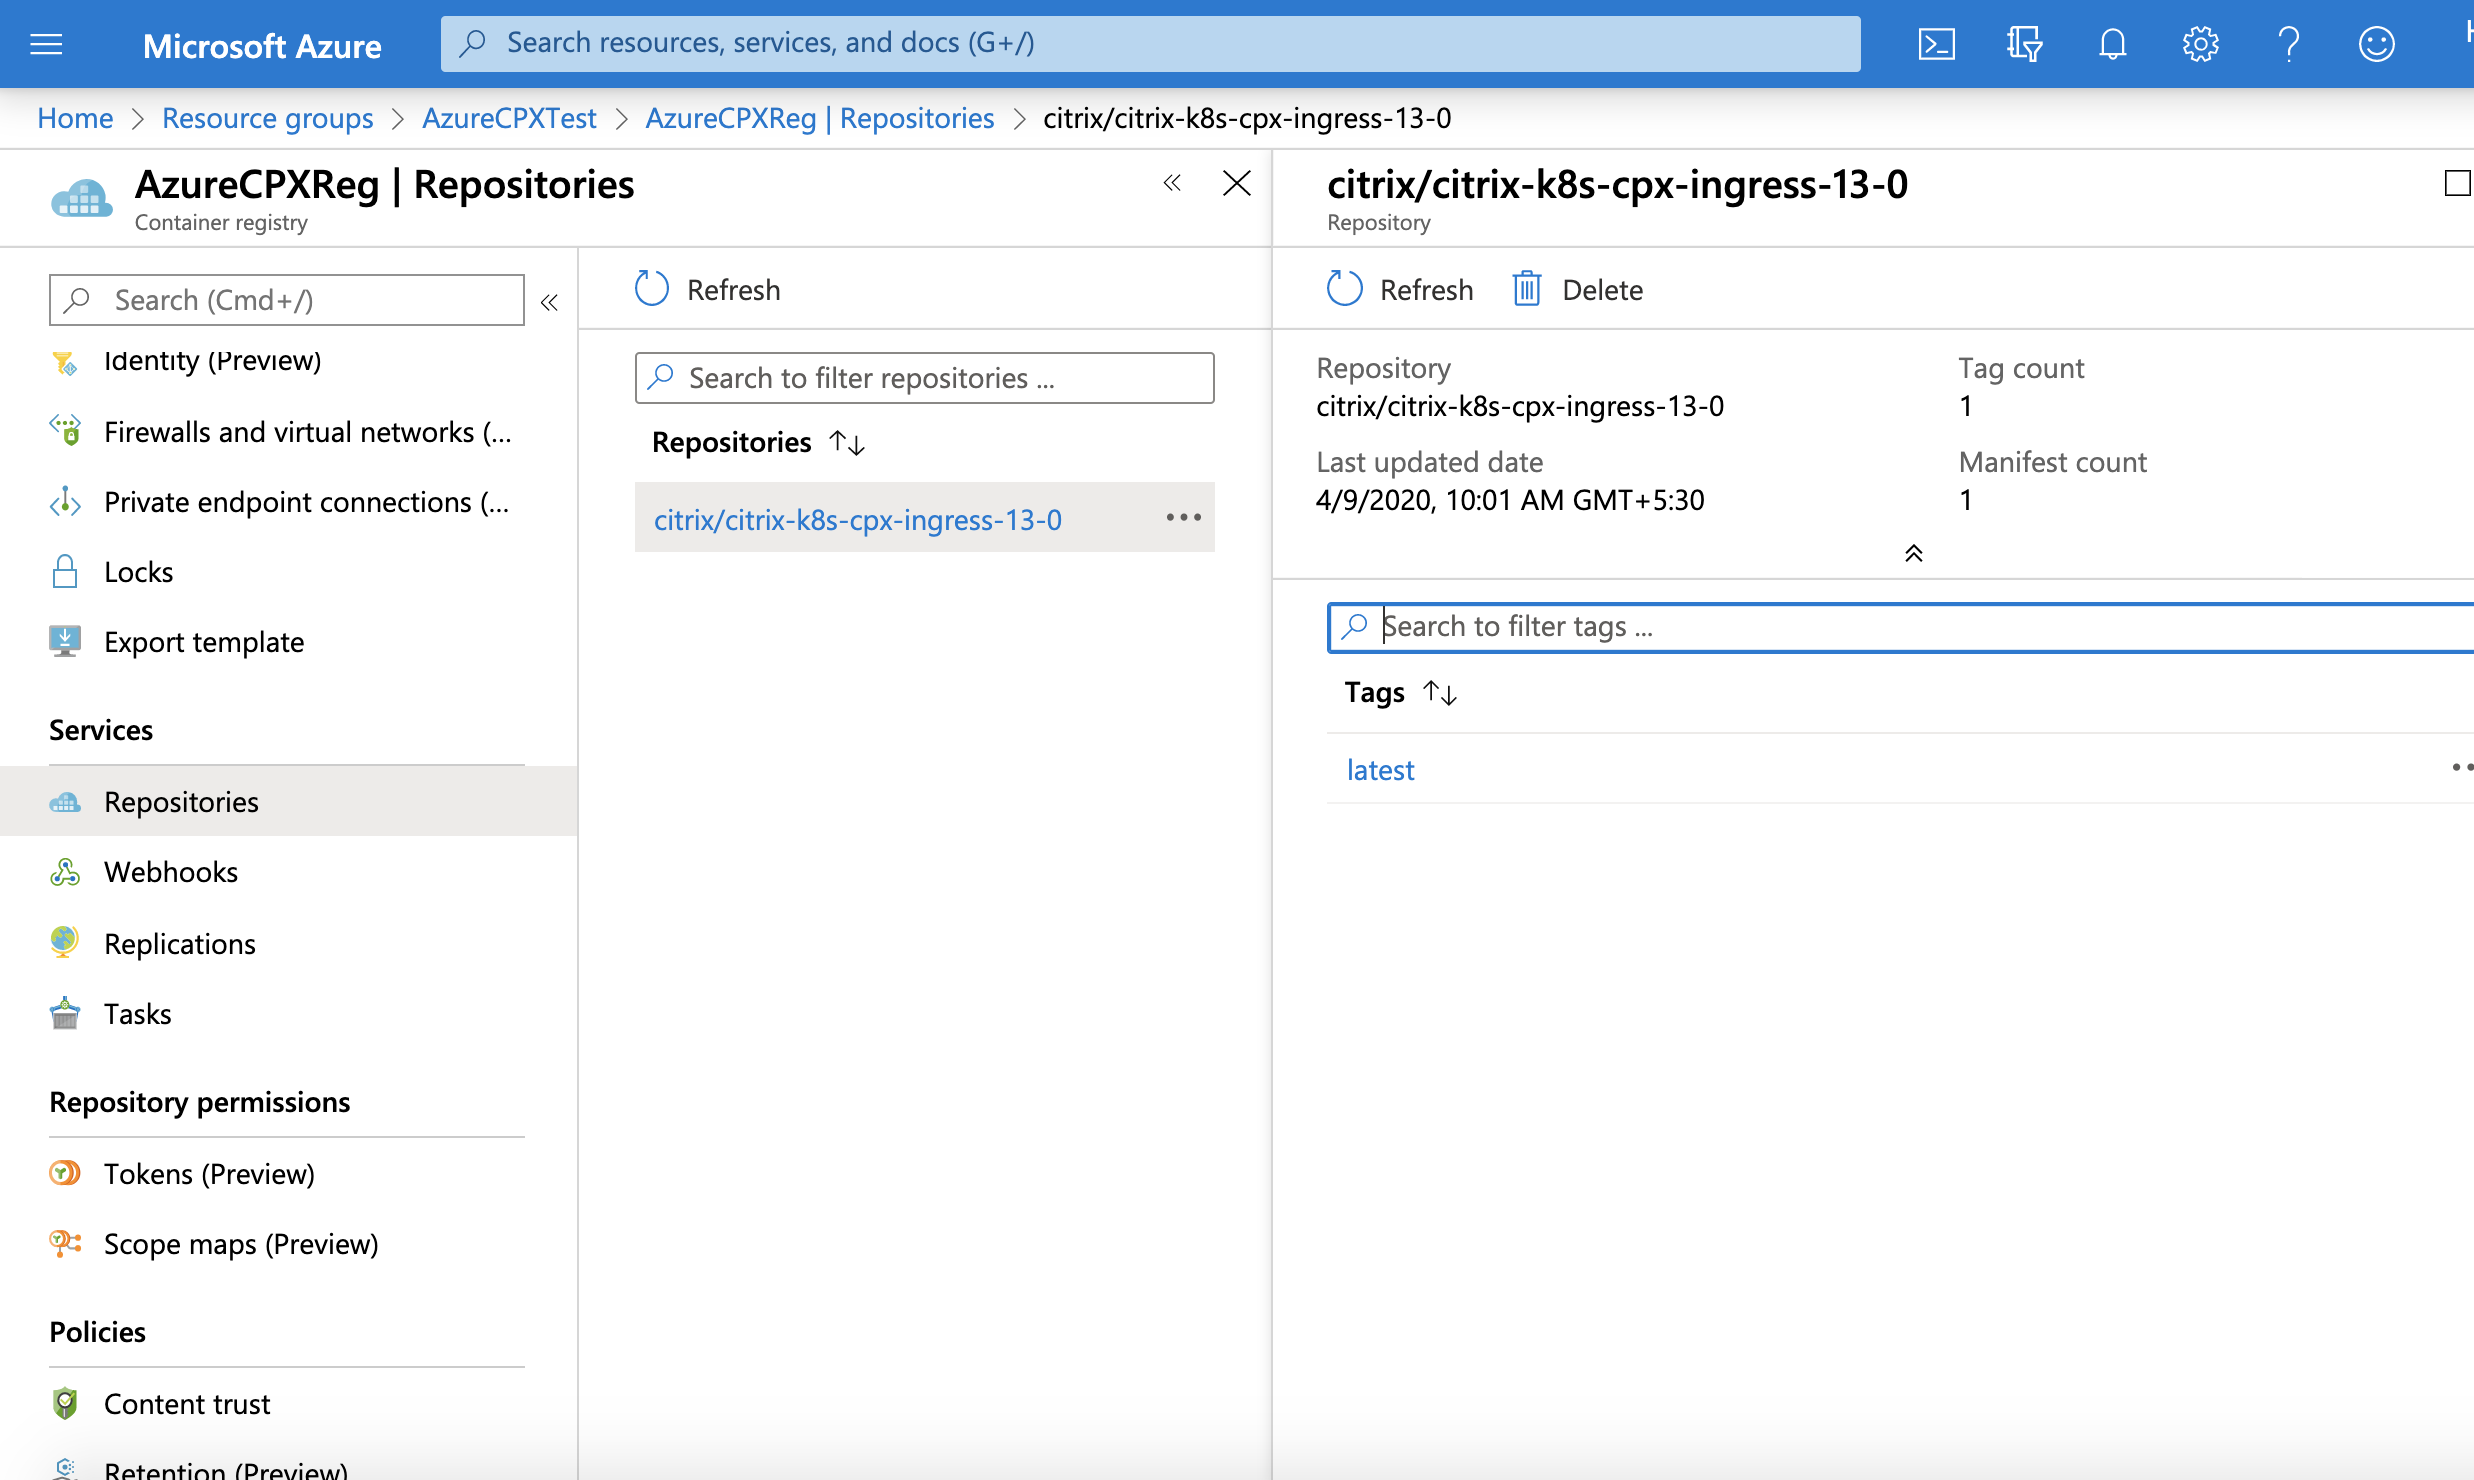 Microsoft Azure
Search resources, services, and docs (G+/)
Home > Resource groups > AzureCPXTest > AzureCPXReg | Repositories > citrix/citrix-k8s-cpx-ingress-13-0
AzureCPXReg | Repositories
Container registry
Search (Cmd+/)
Identity (Preview)
Firewalls and virtual networks (...
Private endpoint connections (...
Locks
Export template
Services
Repositories
Webhooks
Replications
Tasks
Repository permissions
Tokens (Preview)
Scope maps (Preview)
Policies
Content trust
Retention (Preview)
Refresh
Search to filter repositories ...
Repositories
citrix/citrix-k8s-cpx-ingress-13-0
citrix/citrix-k8s-cpx-ingress-13-0
Repository
Refresh
Delete
Repository
citrix/citrix-k8s-cpx-ingress-13-0
Tag count
1
Last updated date
4/9/2020, 10:01 AM GMT+5:30
Manifest count
1
Search to filter tags ...
Tags
latest